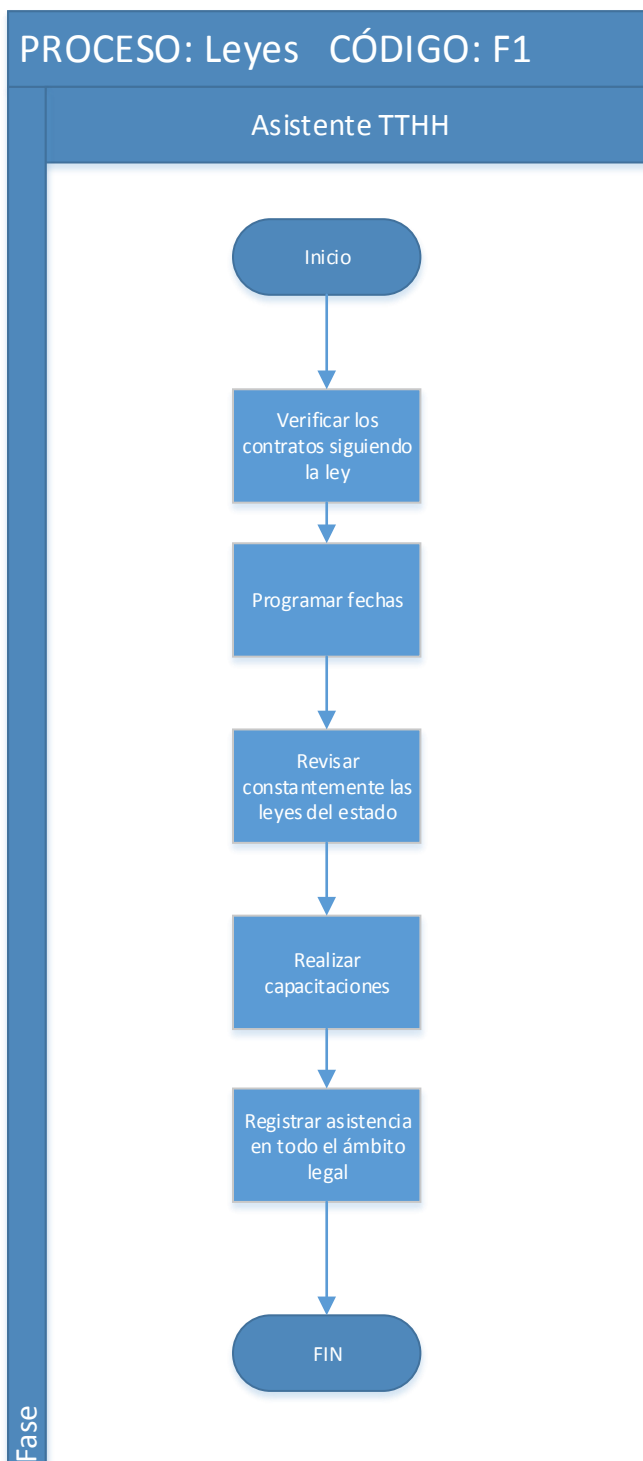 PROCESO: Leyes CÓDIGO: F1
Asistente TTHH
Inicio
Verificar los
contratos siguiendo
la ley
Programar fechas
Revisar
constantemente las
leyes del estado
Realizar
capacitaciones
Registrar asistencia
en todo el ámbito
legal
FIN
Fase